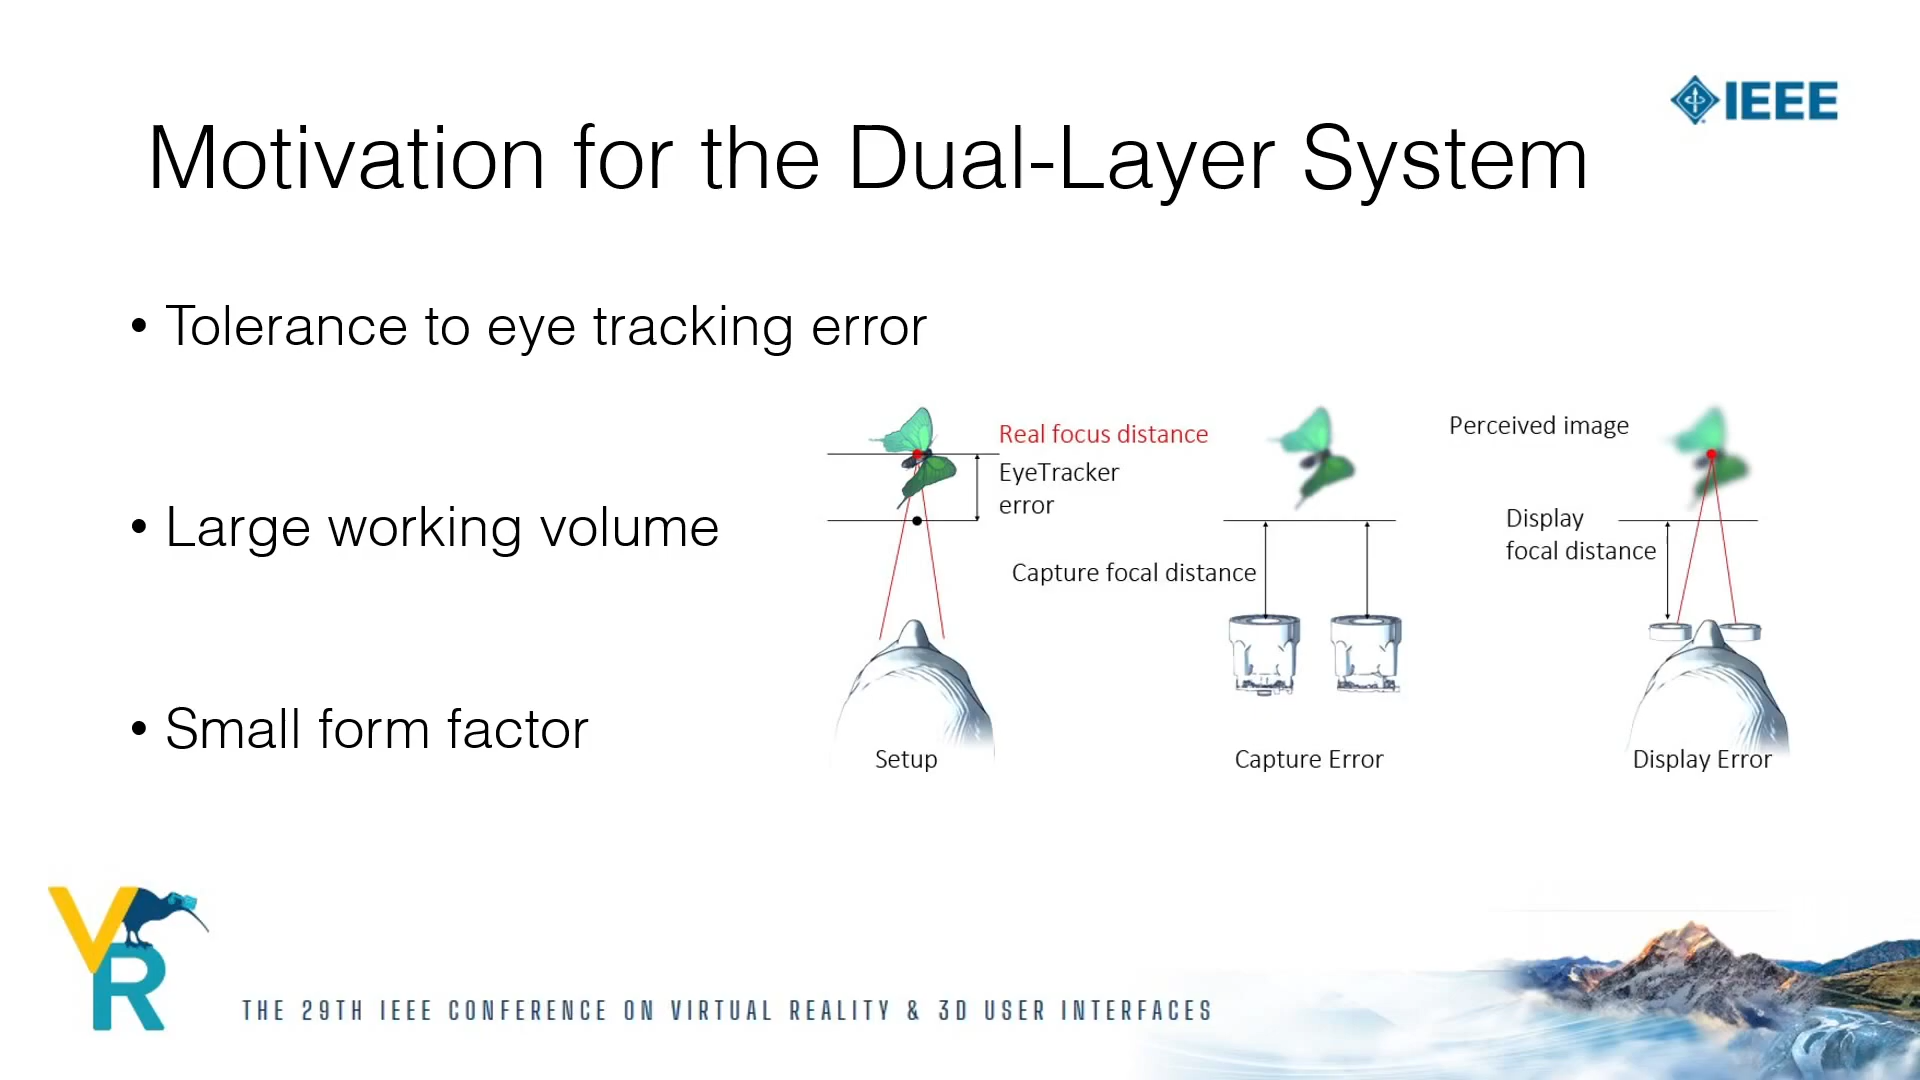 IEEE
Motivation for the Dual-Layer System
• Tolerance to eye tracking error
• Large working volume
• Small form factor
Real focus distance
EyeTracker
error
Capture focal distance
Perceived image
Display
focal distance
Setup
Capture Error
Display Error
VR
THE 29TH IEEE CONFERENCE ON VIRTUAL REALITY & 3D USER INTERFACES